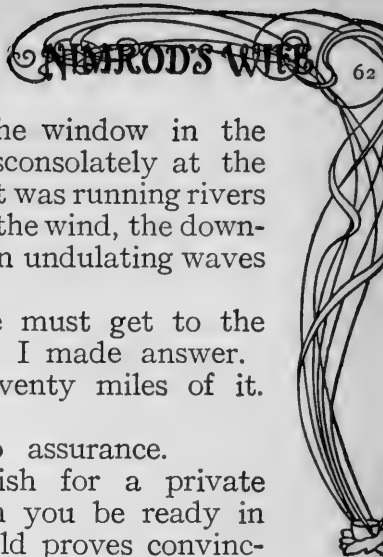 NIMROD'S WIFE 62
he window in the
sconsolately at the
t was running rivers
the wind, the down-
n undulating waves
e must get to the
I made answer.
venty miles of it.
o assurance.
ish for a private
n you be ready in
ld proves convinc-